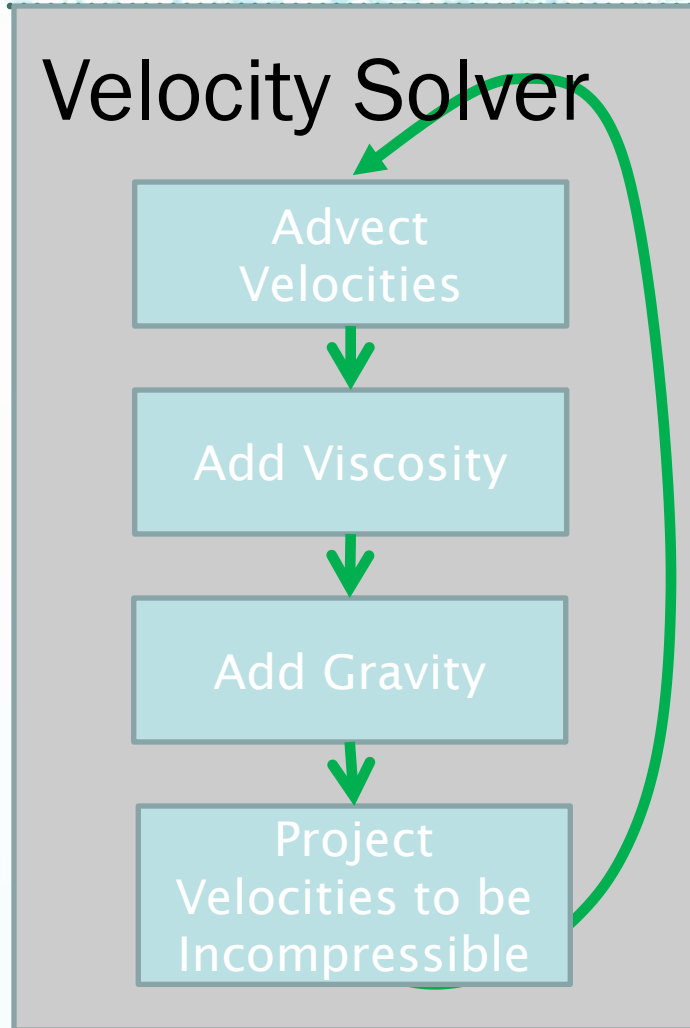 Velocity Solver
Advect
Velocities
Add Viscosity
Add Gravity
Project
Velocities to be
Incompressible